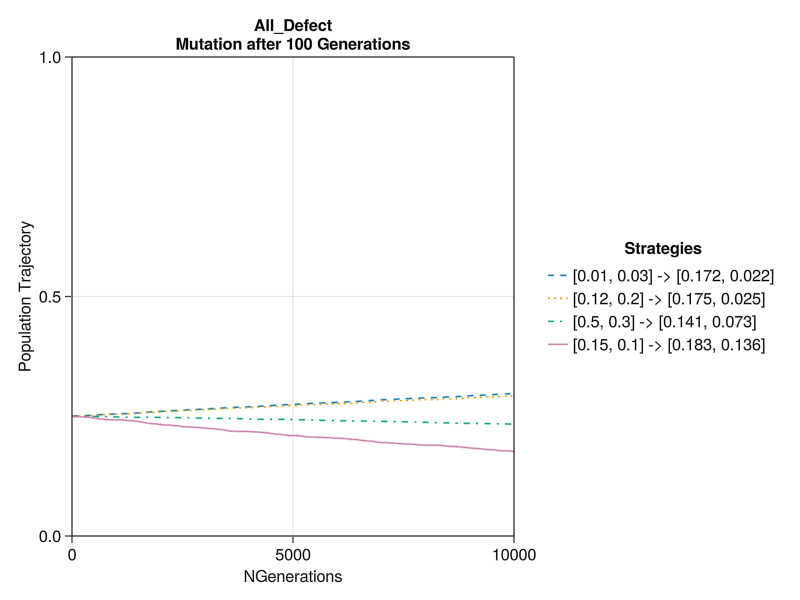 All_Defect
Mutation after 100 Generations
1.0
0.5
0.0
Population Trajectory
0
5000
10000
NGenerations
Strategies
[0.01, 0.03] -> [0.172, 0.022]
[0.12, 0.2] -> [0.175, 0.025]
[0.5, 0.3] -> [0.141, 0.073]
[0.15, 0.1] -> [0.183, 0.136]